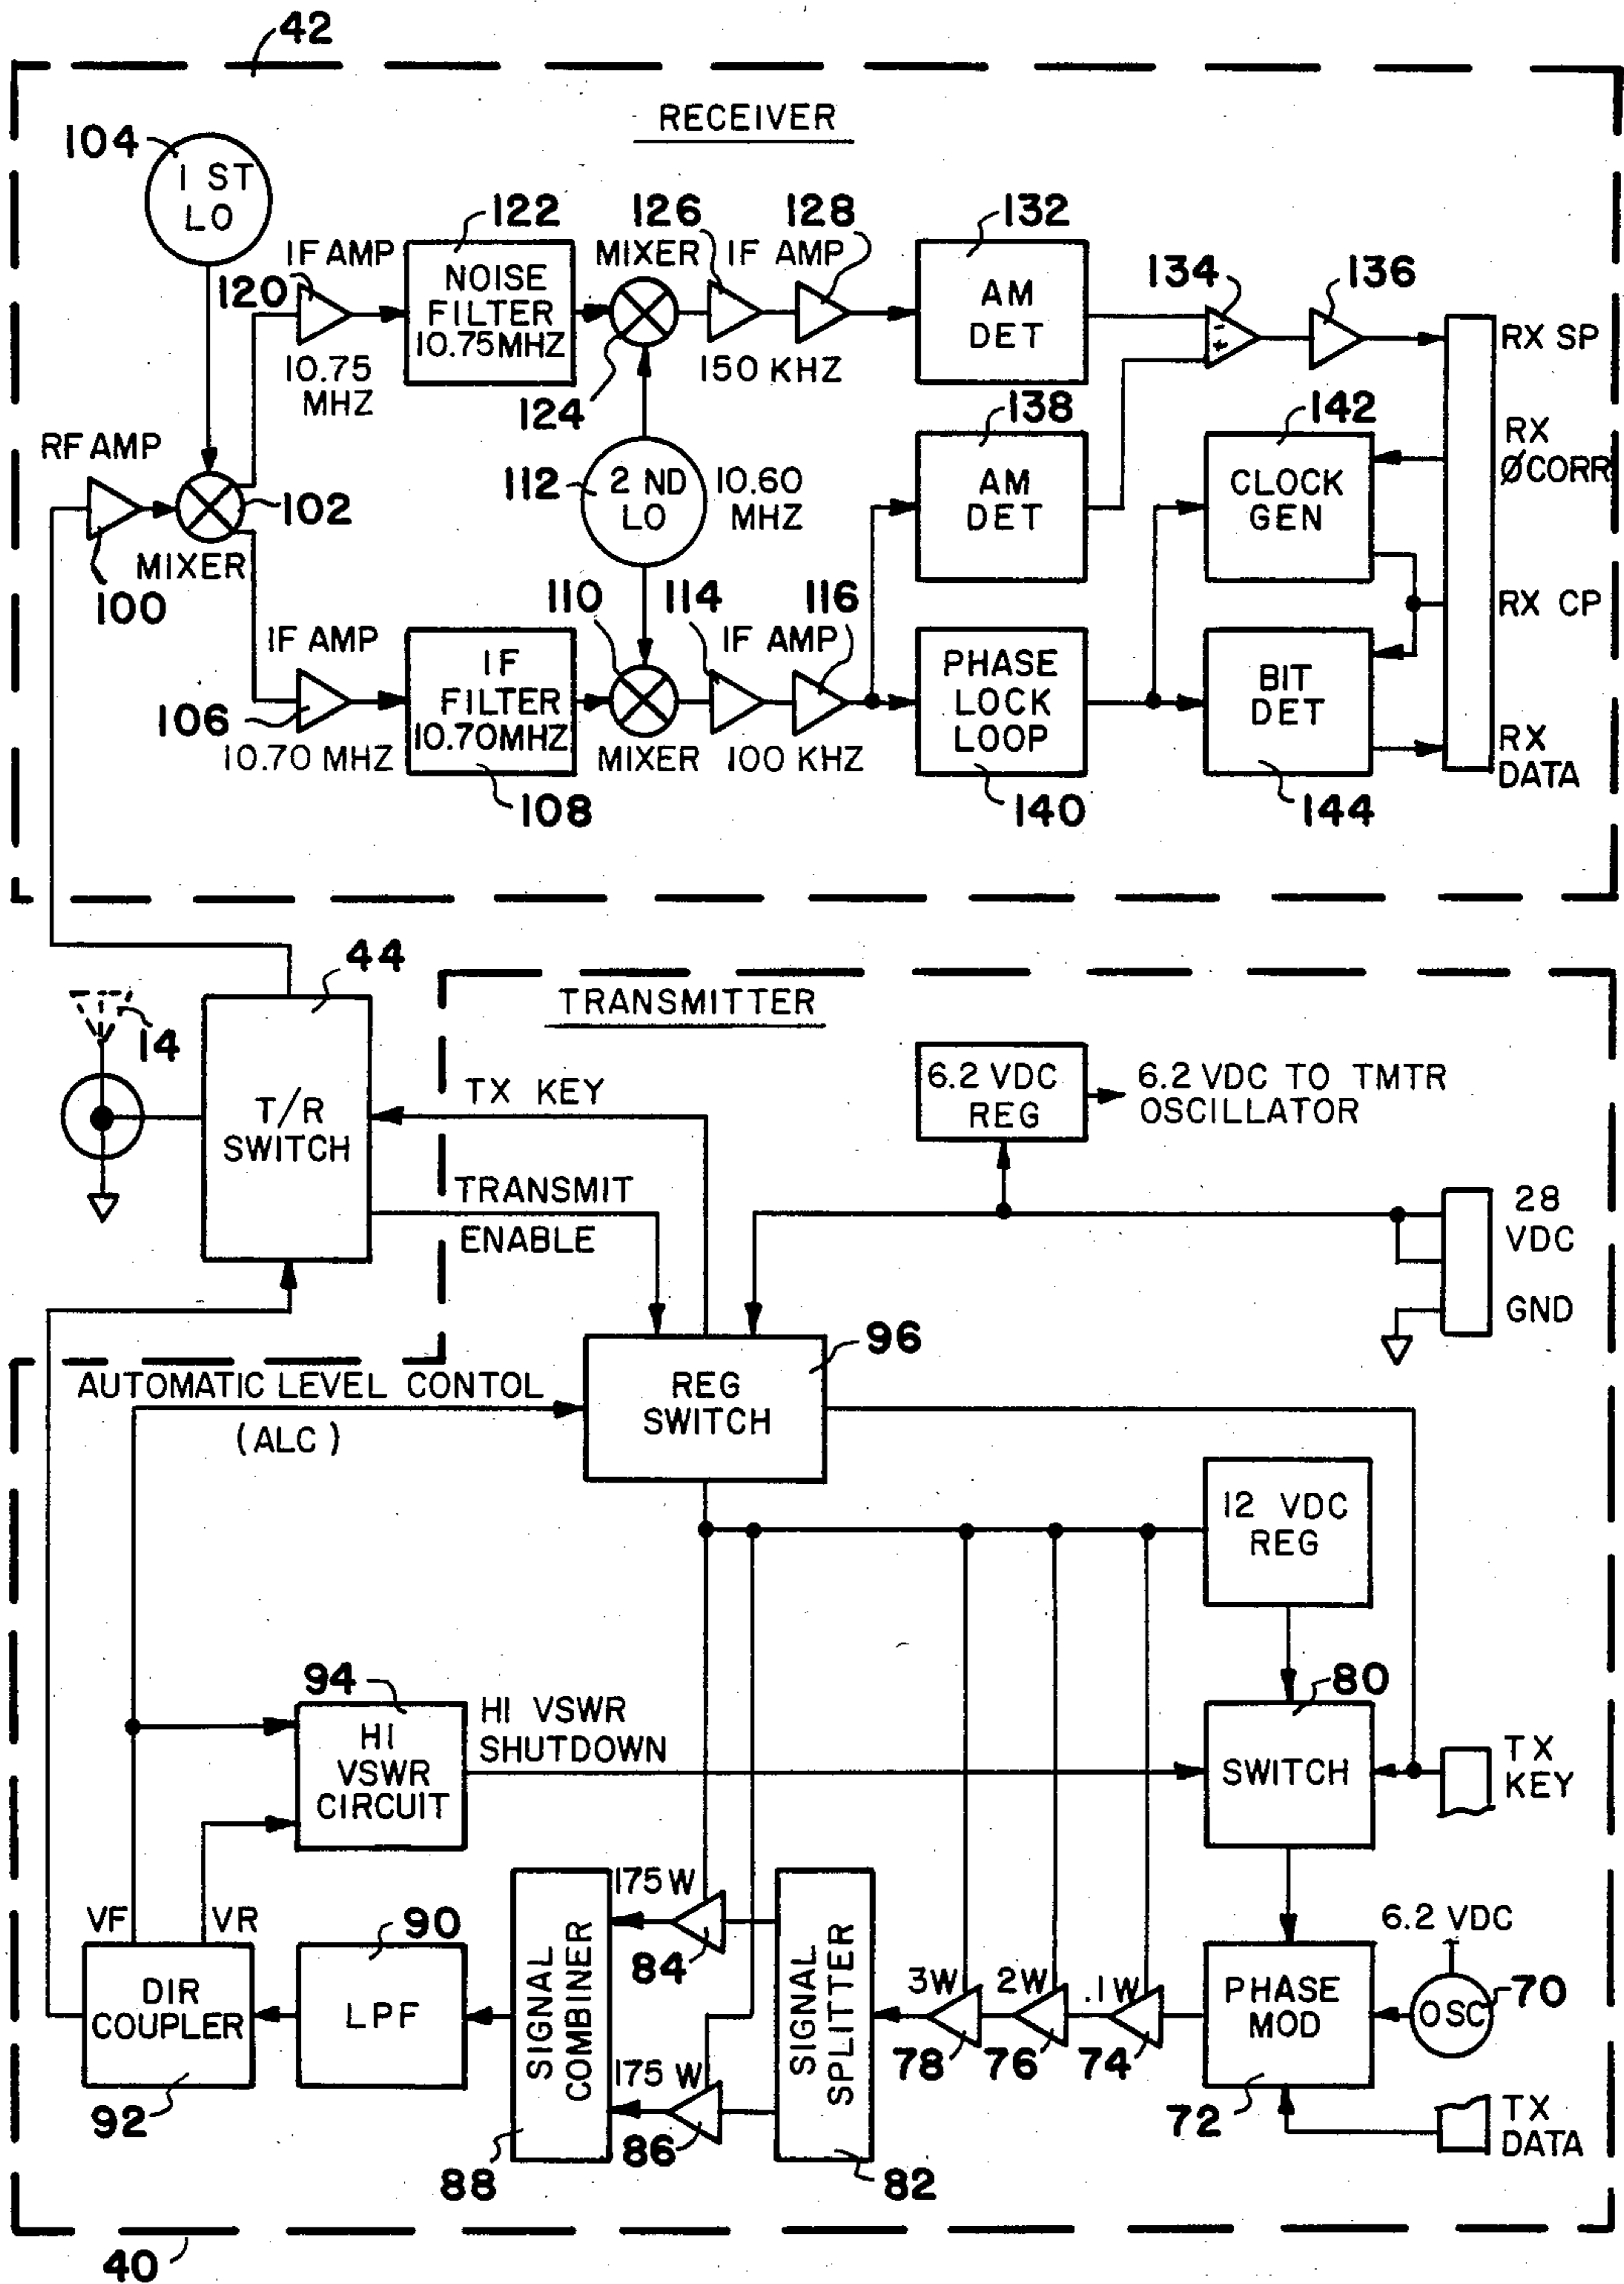 42
RECEIVER
104
1 ST
LO
122
126
128
132
IF AMP
MIXER
IF AMP
120
NOISE
FILTER
10.75MHZ
AM
DET
134
136
RX SP
10.75
MHZ
124
150 KHZ
138
142
RF AMP
112
2 ND
LO
10.60
MHZ
AM
DET
CLOCK
GEN
RX
ØCORR
102
MIXER
100
110
114
116
RX CP
IF AMP
IF
FILTER
10.70MHZ
IF AMP
PHASE
LOCK
LOOP
BIT
DET
106
10.70 MHZ
MIXER
100 KHZ
RX
DATA
108
140
144
44
TRANSMITTER
14
T/R
SWITCH
TX KEY
6.2 VDC
REG
6.2 VDC TO TMTR
OSCILLATOR
TRANSMIT
ENABLE
28
VDC
GND
96
AUTOMATIC LEVEL CONTOL
(ALC)
REG
SWITCH
12 VDC
REG
94
HI
VSWR
CIRCUIT
HI VSWR
SHUTDOWN
80
SWITCH
TX
KEY
VF
VR
90
175 W
84
6.2 VDC
DIR
COUPLER
LPF
SIGNAL
COMBINER
SIGNAL
SPLITTER
3W
2W
.1W
PHASE
MOD
OSC
70
78
76
74
175 W
92
86
72
TX
DATA
88
82
40